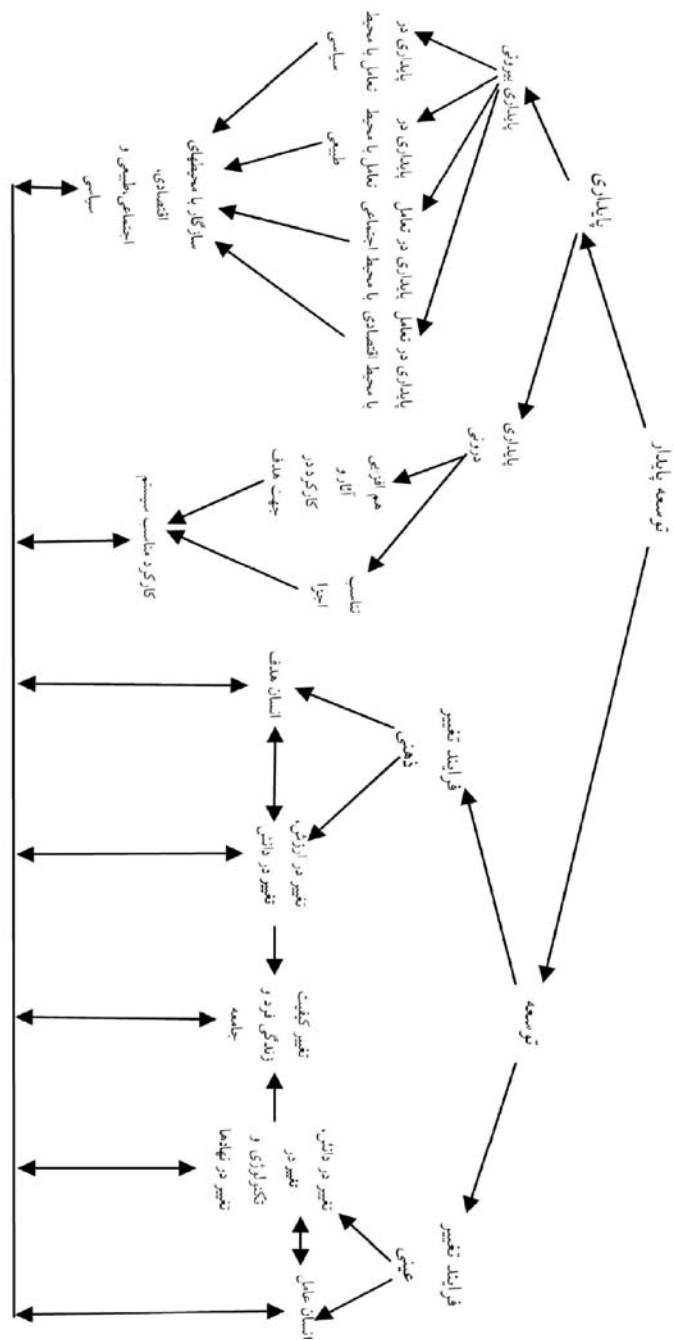 توسعه پایدار
توسعه
پایداری
فرایند تغییر
عینی
فرایند تغییر
ذهنی
پایداری
درونی
پایداری بیرونی
انسان عامل
تغییر در دانش،
تغییر در
تکنولوژی و
تغییر در نهادها
تغییر کیفیت
زندگی فرد و
جامعه
تغییر در ارزش،
تغییر در دانش
انسان هدف
تناسب
اجزا
هم افزایی
آثار و
کارکرد در
جهت هدف
کارکرد مناسب سیستم
پایداری در تعامل
با محیط اقتصادی
پایداری در تعامل
با محیط اجتماعی
پایداری در
تعامل با محیط
طبیعی
پایداری در
تعامل با محیط
سیاسی
سازگار با محیطهای
اقتصادی،
اجتماعی،طبیعی و
سیاسی